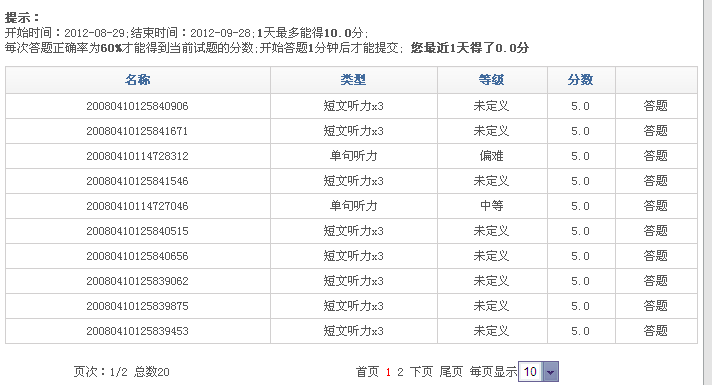 提示：
开始时间：2012-08-29;结束时间：2012-09-28;1天最多能得10.0分;
每次答题正确率为60%才能得到当前试题的分数;开始答题1分钟后才能提交; 您最近1天得了0.0分
名称 类型 等级 分数
20080410125840906 短文听力x3 未定义 5.0 答题
20080410125841671 短文听力x3 未定义 5.0 答题
20080410114728312 单句听力 偏难 5.0 答题
20080410125841546 短文听力x3 未定义 5.0 答题
20080410114727046 单句听力 中等 5.0 答题
20080410125840515 短文听力x3 未定义 5.0 答题
20080410125840656 短文听力x3 未定义 5.0 答题
20080410125839062 短文听力x3 未定义 5.0 答题
20080410125839875 短文听力x3 未定义 5.0 答题
20080410125839453 短文听力x3 未定义 5.0 答题
页次：1/2 总数20 首页 1 2 下页 尾页 每页显示 10